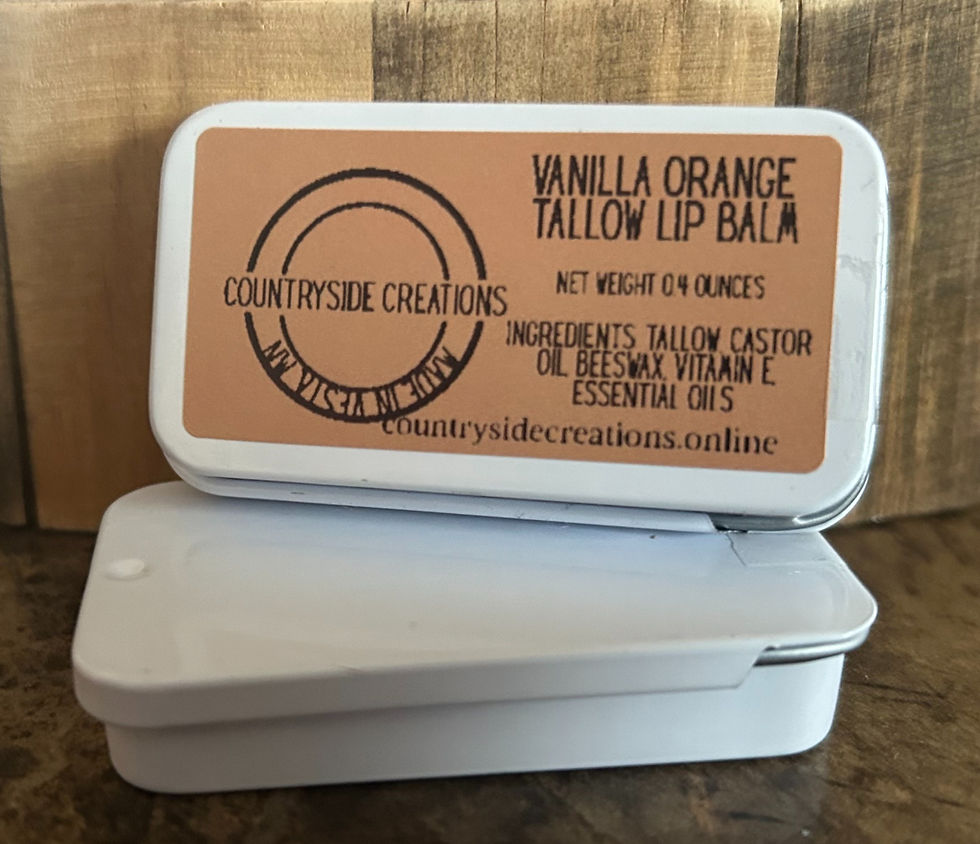 COUNTRYSIDE CREATIONS
MADE IN VESTA, MN
VANILLA ORANGE
TALLOW LIP BALM
NET WEIGHT 0.4 OUNCES
INGREDIENTS TALLOW, CASTOR
OIL, BEESWAX, VITAMIN E,
ESSENTIAL OILS
countrysidecreations.online